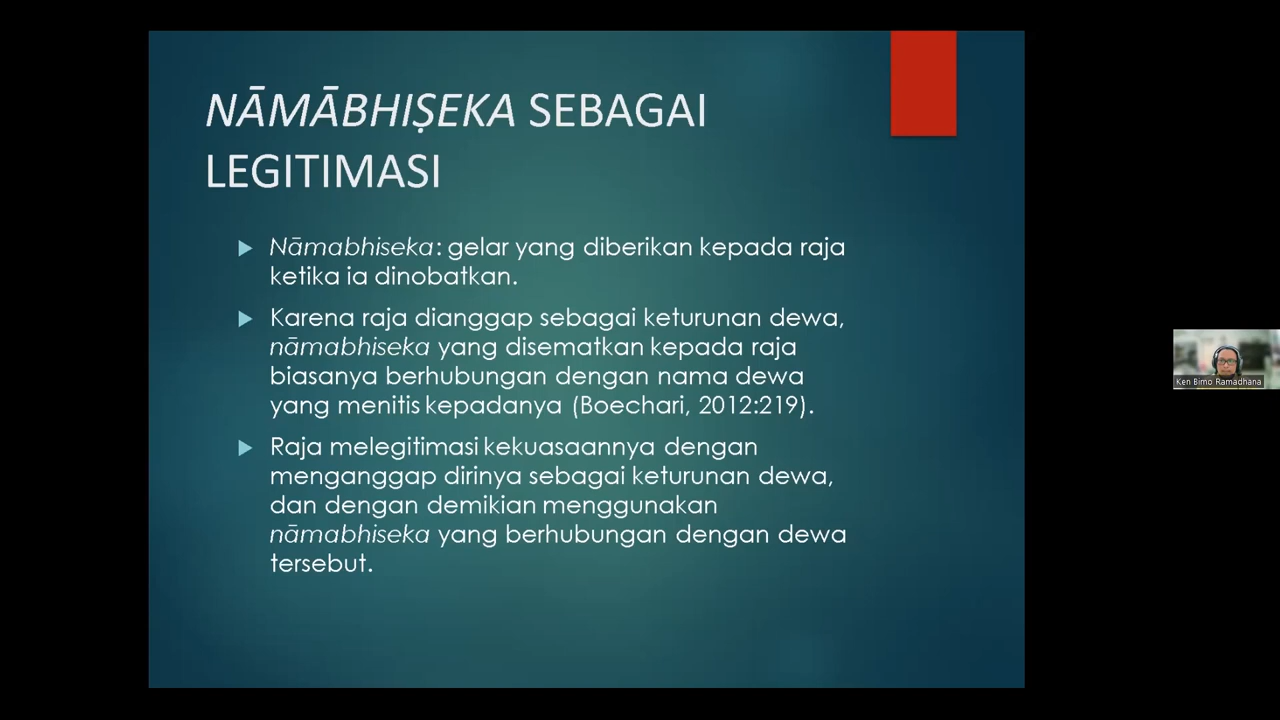 NĀMĀBHIṢEKA SEBAGAI
LEGITIMASI
Nāmabhiseka: gelar yang diberikan kepada raja
ketika ia dinobatkan.
Karena raja dianggap sebagai keturunan dewa,
nāmabhiseka yang disematkan kepada raja
biasanya berhubungan dengan nama dewa
yang menitis kepadanya (Boechari, 2012:219).
Raja melegitimasi kekuasaannya dengan
menganggap dirinya sebagai keturunan dewa,
dan dengan demikian menggunakan
nāmabhiseka yang berhubungan dengan dewa
tersebut.
Ken Bimo Ramadhana